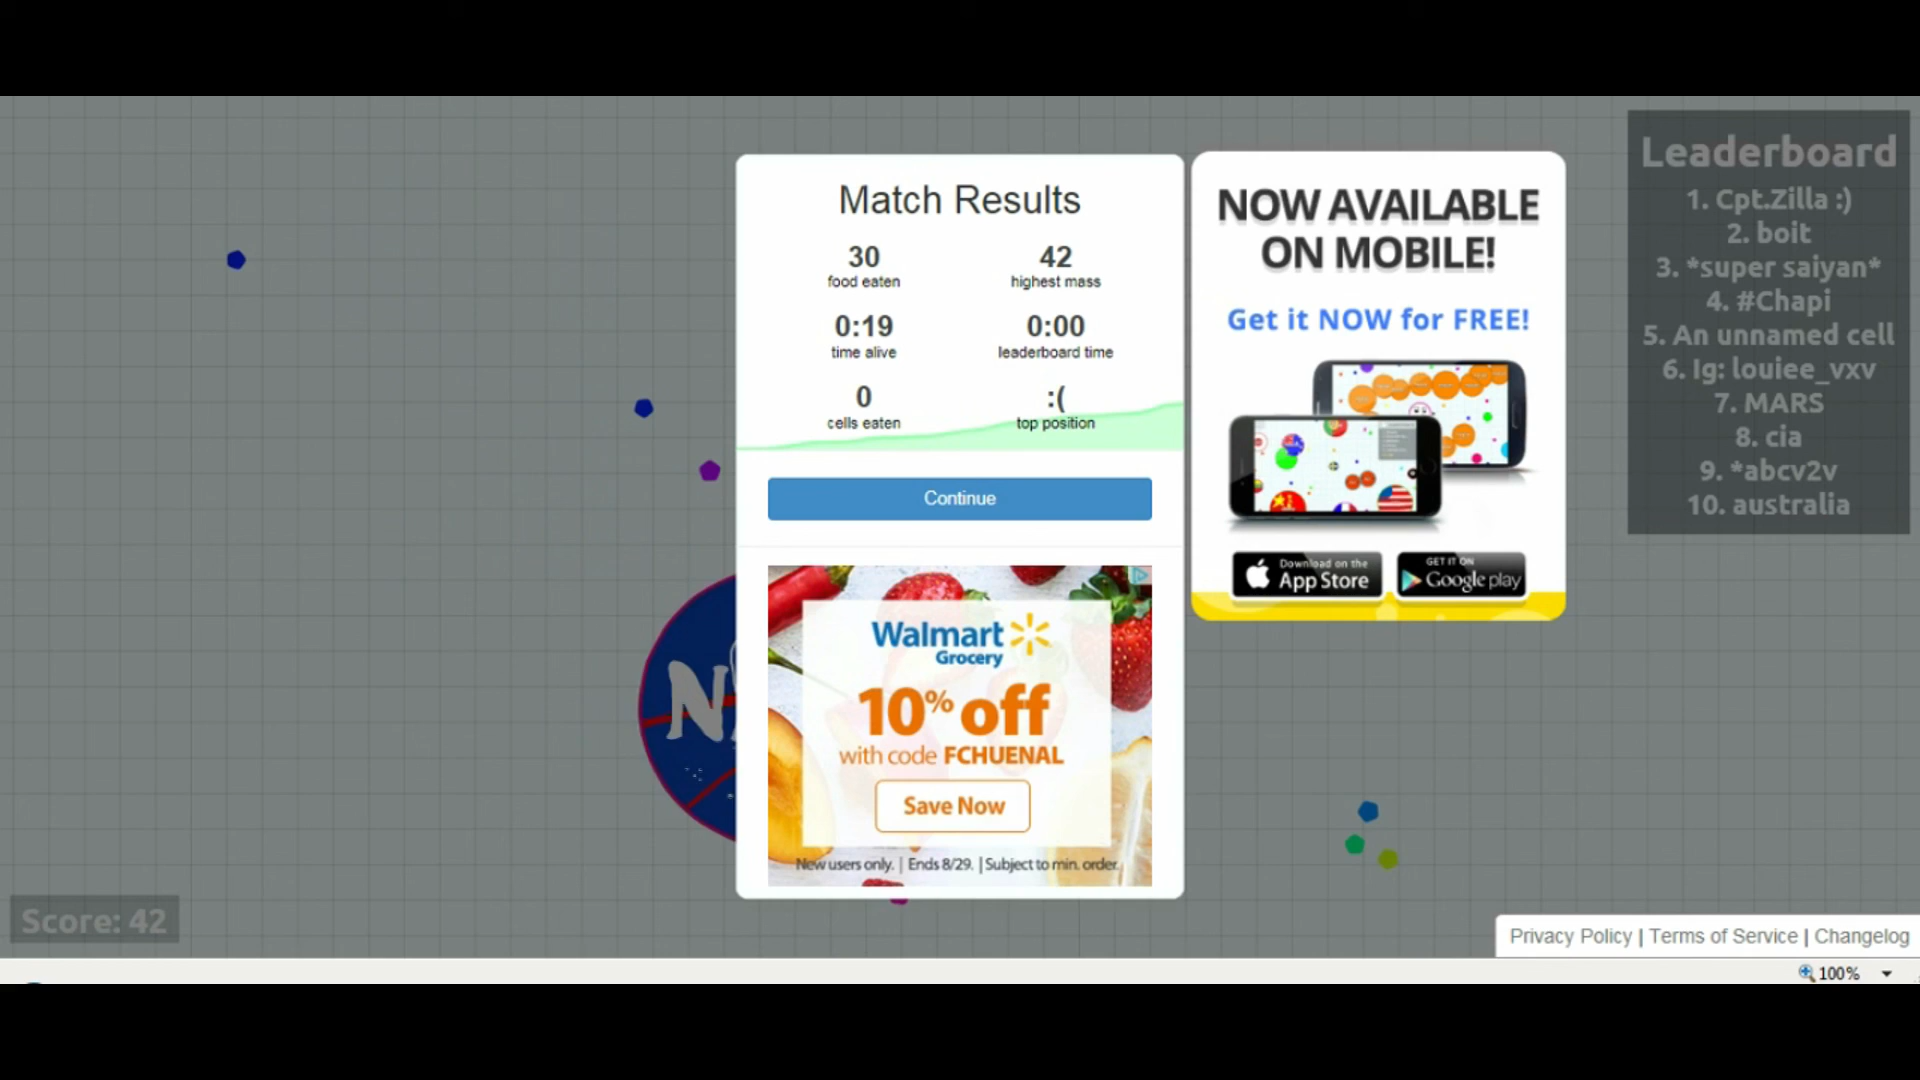 Match Results
30
food eaten
42
highest mass
0:19
time alive
0:00
leaderboard time
0
cells eaten
:(
top position
Continue
Walmart
Grocery
10% off
with code FCHUENAL
Save Now
New users only. | Ends 8/29. | Subject to min. order.
NOW AVAILABLE
ON MOBILE!
Get it NOW for FREE!
Download on the
App Store
GET IT ON
Google play
Leaderboard
1. Cpt.Zilla :)
2. boit
3. *super saiyan*
4. #Chapi
5. An unnamed cell
6. Ig: louiee_vxv
7. MARS
8. cia
9. *abcv2v
10. australia
Score: 42
Privacy Policy | Terms of Service | Changelog
100%